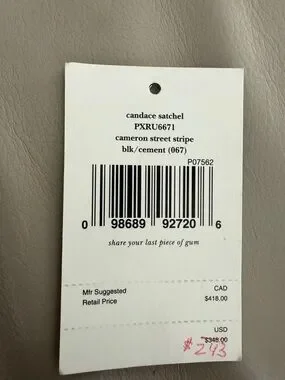 candace satchel
PXRU6671
cameron street stripe
blk/cement (067)
P07562
0 98689 92720 6
share your last piece of gum
Mfr Suggested CAD
Retail Price $418.00
USD
$348.00
$243